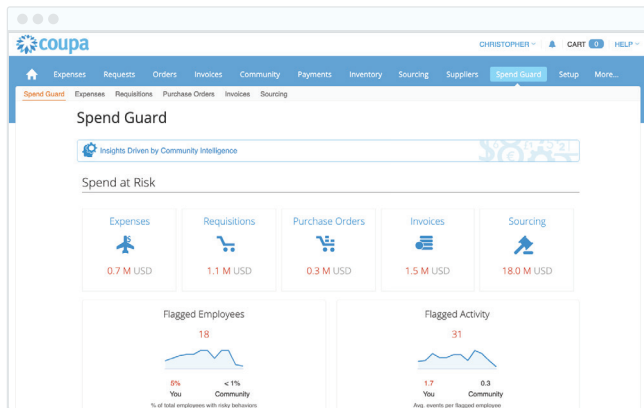 coupa
CHRISTOPHER CART 0 HELP
Expenses Requests Orders Invoices Community Payments Inventory Sourcing Suppliers Spend Guard Setup More...
Spend Guard Expenses Requisitions Purchase Orders Invoices Sourcing
Spend Guard
Insights Driven by Community Intelligence
Spend at Risk
Expenses Requisitions Purchase Orders Invoices Sourcing
0.7 M USD 1.1 M USD 0.3 M USD 1.5 M USD 18.0 M USD
Flagged Employees Flagged Activity
18 31
5% < 1% 1.7 0.3
You Community You Community
% of total employees with risky behaviors Avg. events per flagged employee